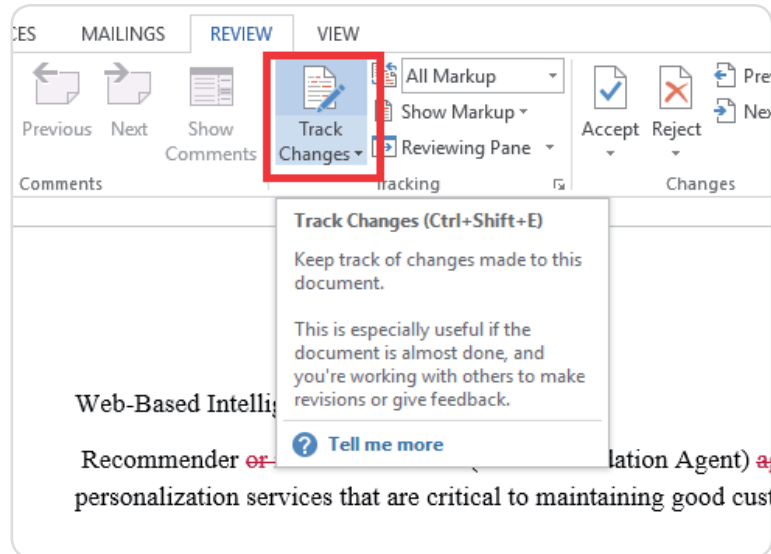 MAILINGS REVIEW VIEW
All Markup
Show Markup
Reviewing Pane
Previous Next Show Comments
Track Changes
Accept Reject
Comments Tracking Changes
Track Changes (Ctrl+Shift+E)
Keep track of changes made to this
document.
This is especially useful if the
document is almost done, and
you're working with others to make
revisions or give feedback.
Tell me more
Web-Based
Recommender or Agent)
personalization services that are critical to maintaining good